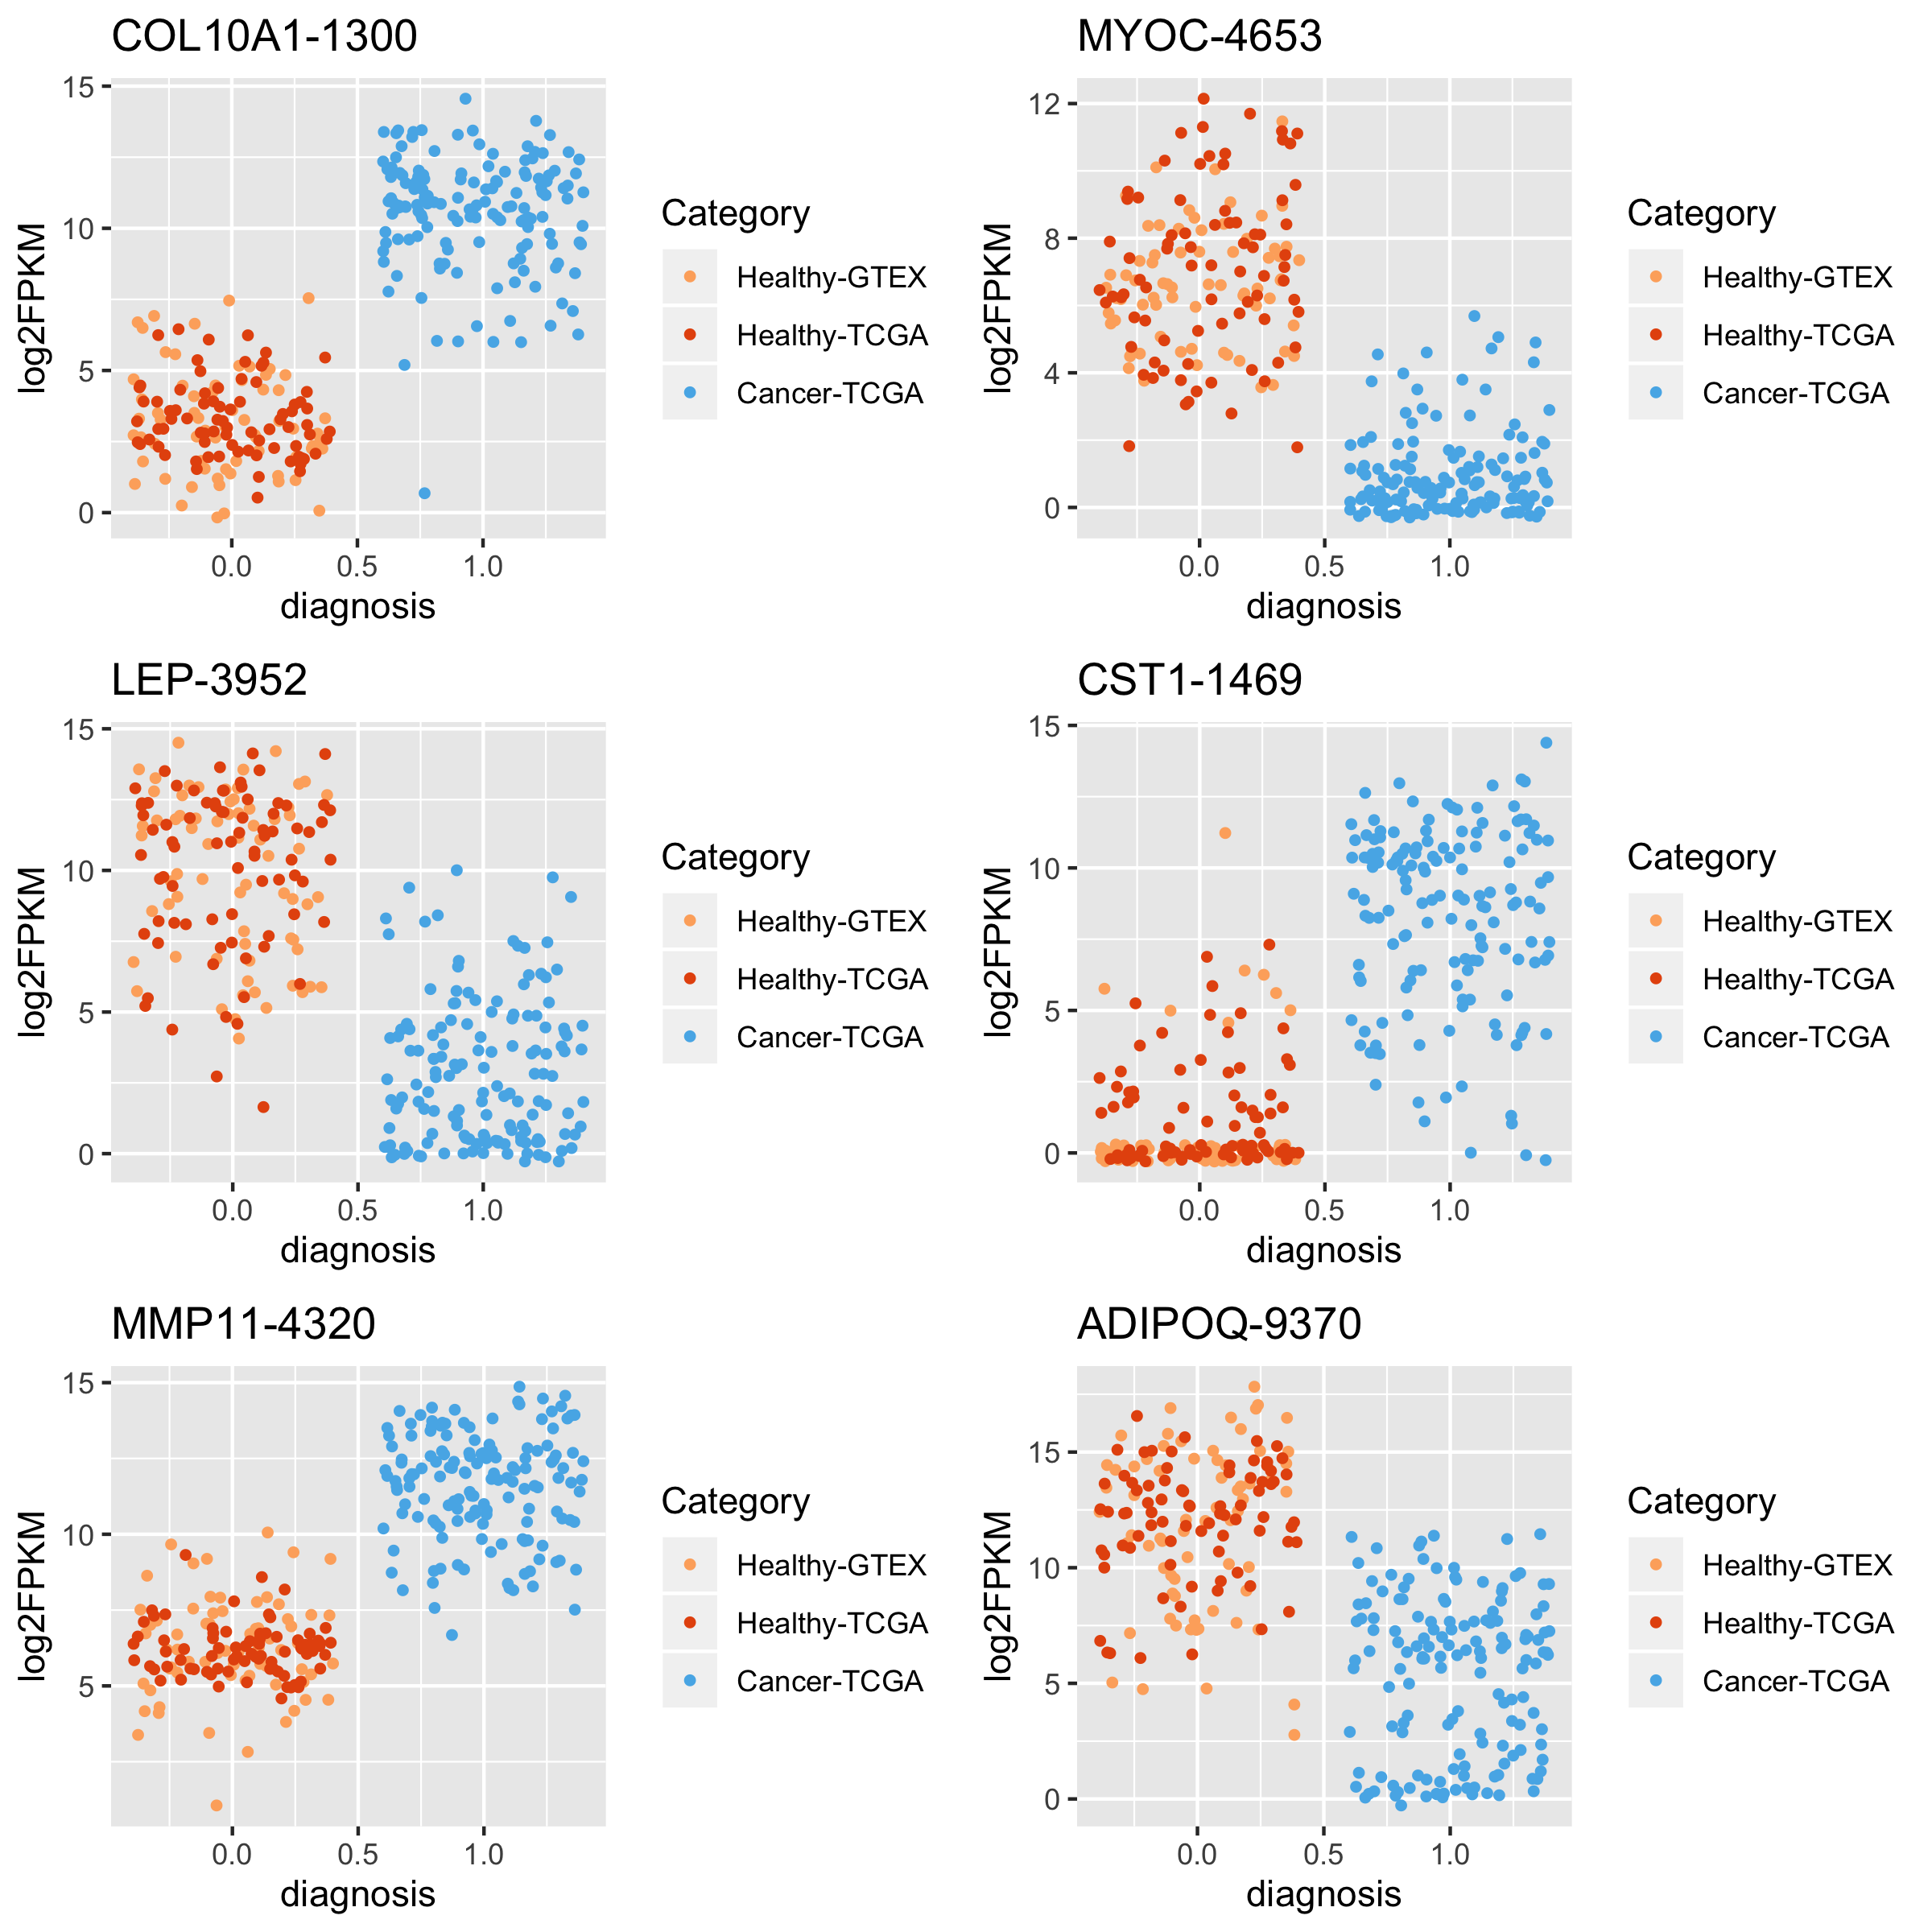 COL10A1-1300
15
10
5
0
log2FPKM
0.0 0.5 1.0
diagnosis
Category
Healthy-GTEX
Healthy-TCGA
Cancer-TCGA
MYOC-4653
12
8
4
0
log2FPKM
0.0 0.5 1.0
diagnosis
Category
Healthy-GTEX
Healthy-TCGA
Cancer-TCGA
LEP-3952
15
10
5
0
log2FPKM
0.0 0.5 1.0
diagnosis
Category
Healthy-GTEX
Healthy-TCGA
Cancer-TCGA
CST1-1469
15
10
5
0
log2FPKM
0.0 0.5 1.0
diagnosis
Category
Healthy-GTEX
Healthy-TCGA
Cancer-TCGA
MMP11-4320
15
10
5
log2FPKM
0.0 0.5 1.0
diagnosis
Category
Healthy-GTEX
Healthy-TCGA
Cancer-TCGA
ADIPOQ-9370
15
10
5
0
log2FPKM
0.0 0.5 1.0
diagnosis
Category
Healthy-GTEX
Healthy-TCGA
Cancer-TCGA